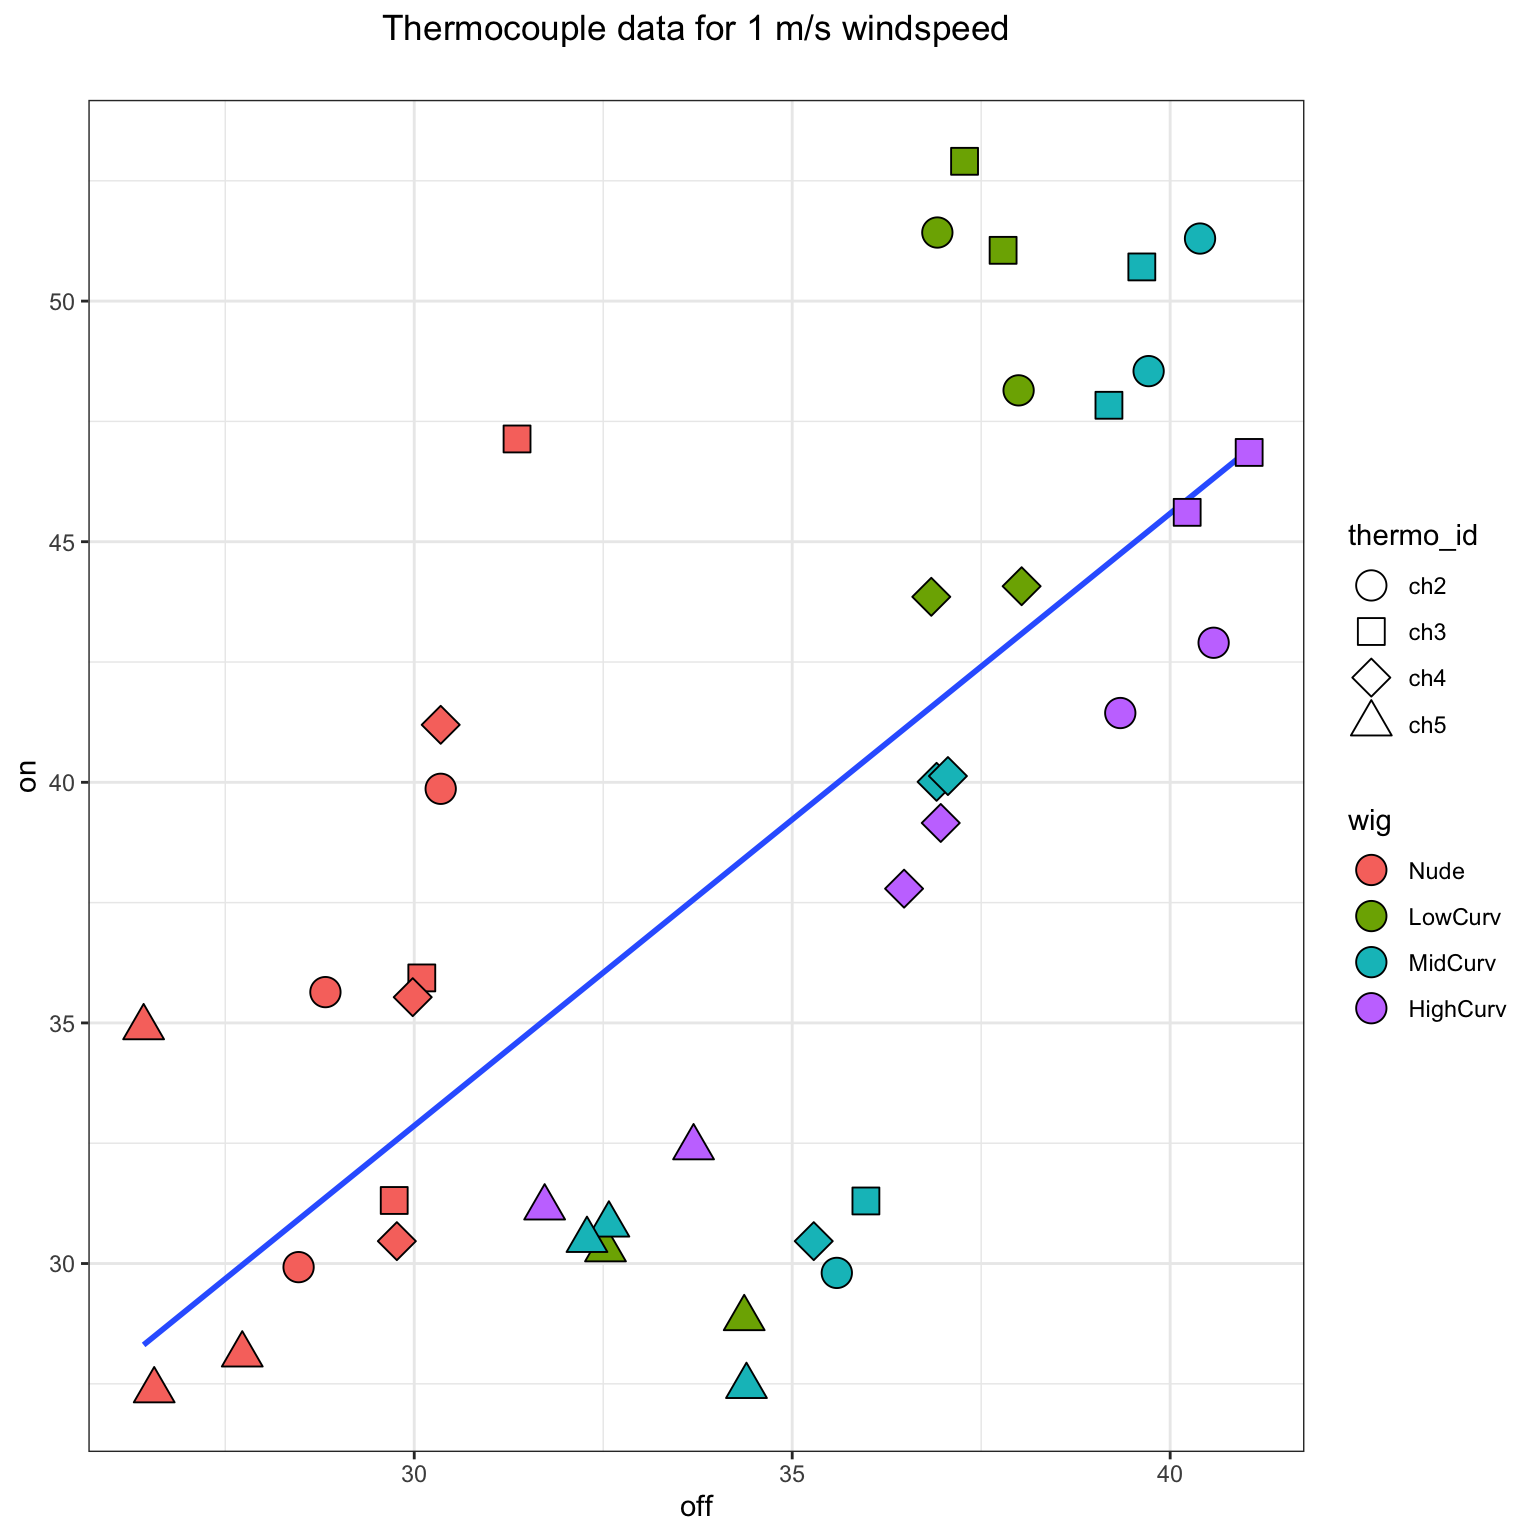 Thermocouple data for 1 m/s windspeed
50
45
40
35
30
on
30
35
40
off
thermo_id
ch2
ch3
ch4
ch5
wig
Nude
LowCurv
MidCurv
HighCurv